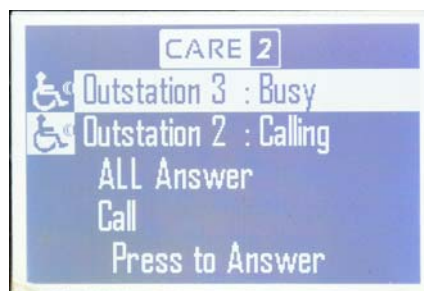 CARE 2
Outstation 3 : Busy
Outstation 2 : Calling
ALL Answer
Call
Press to Answer